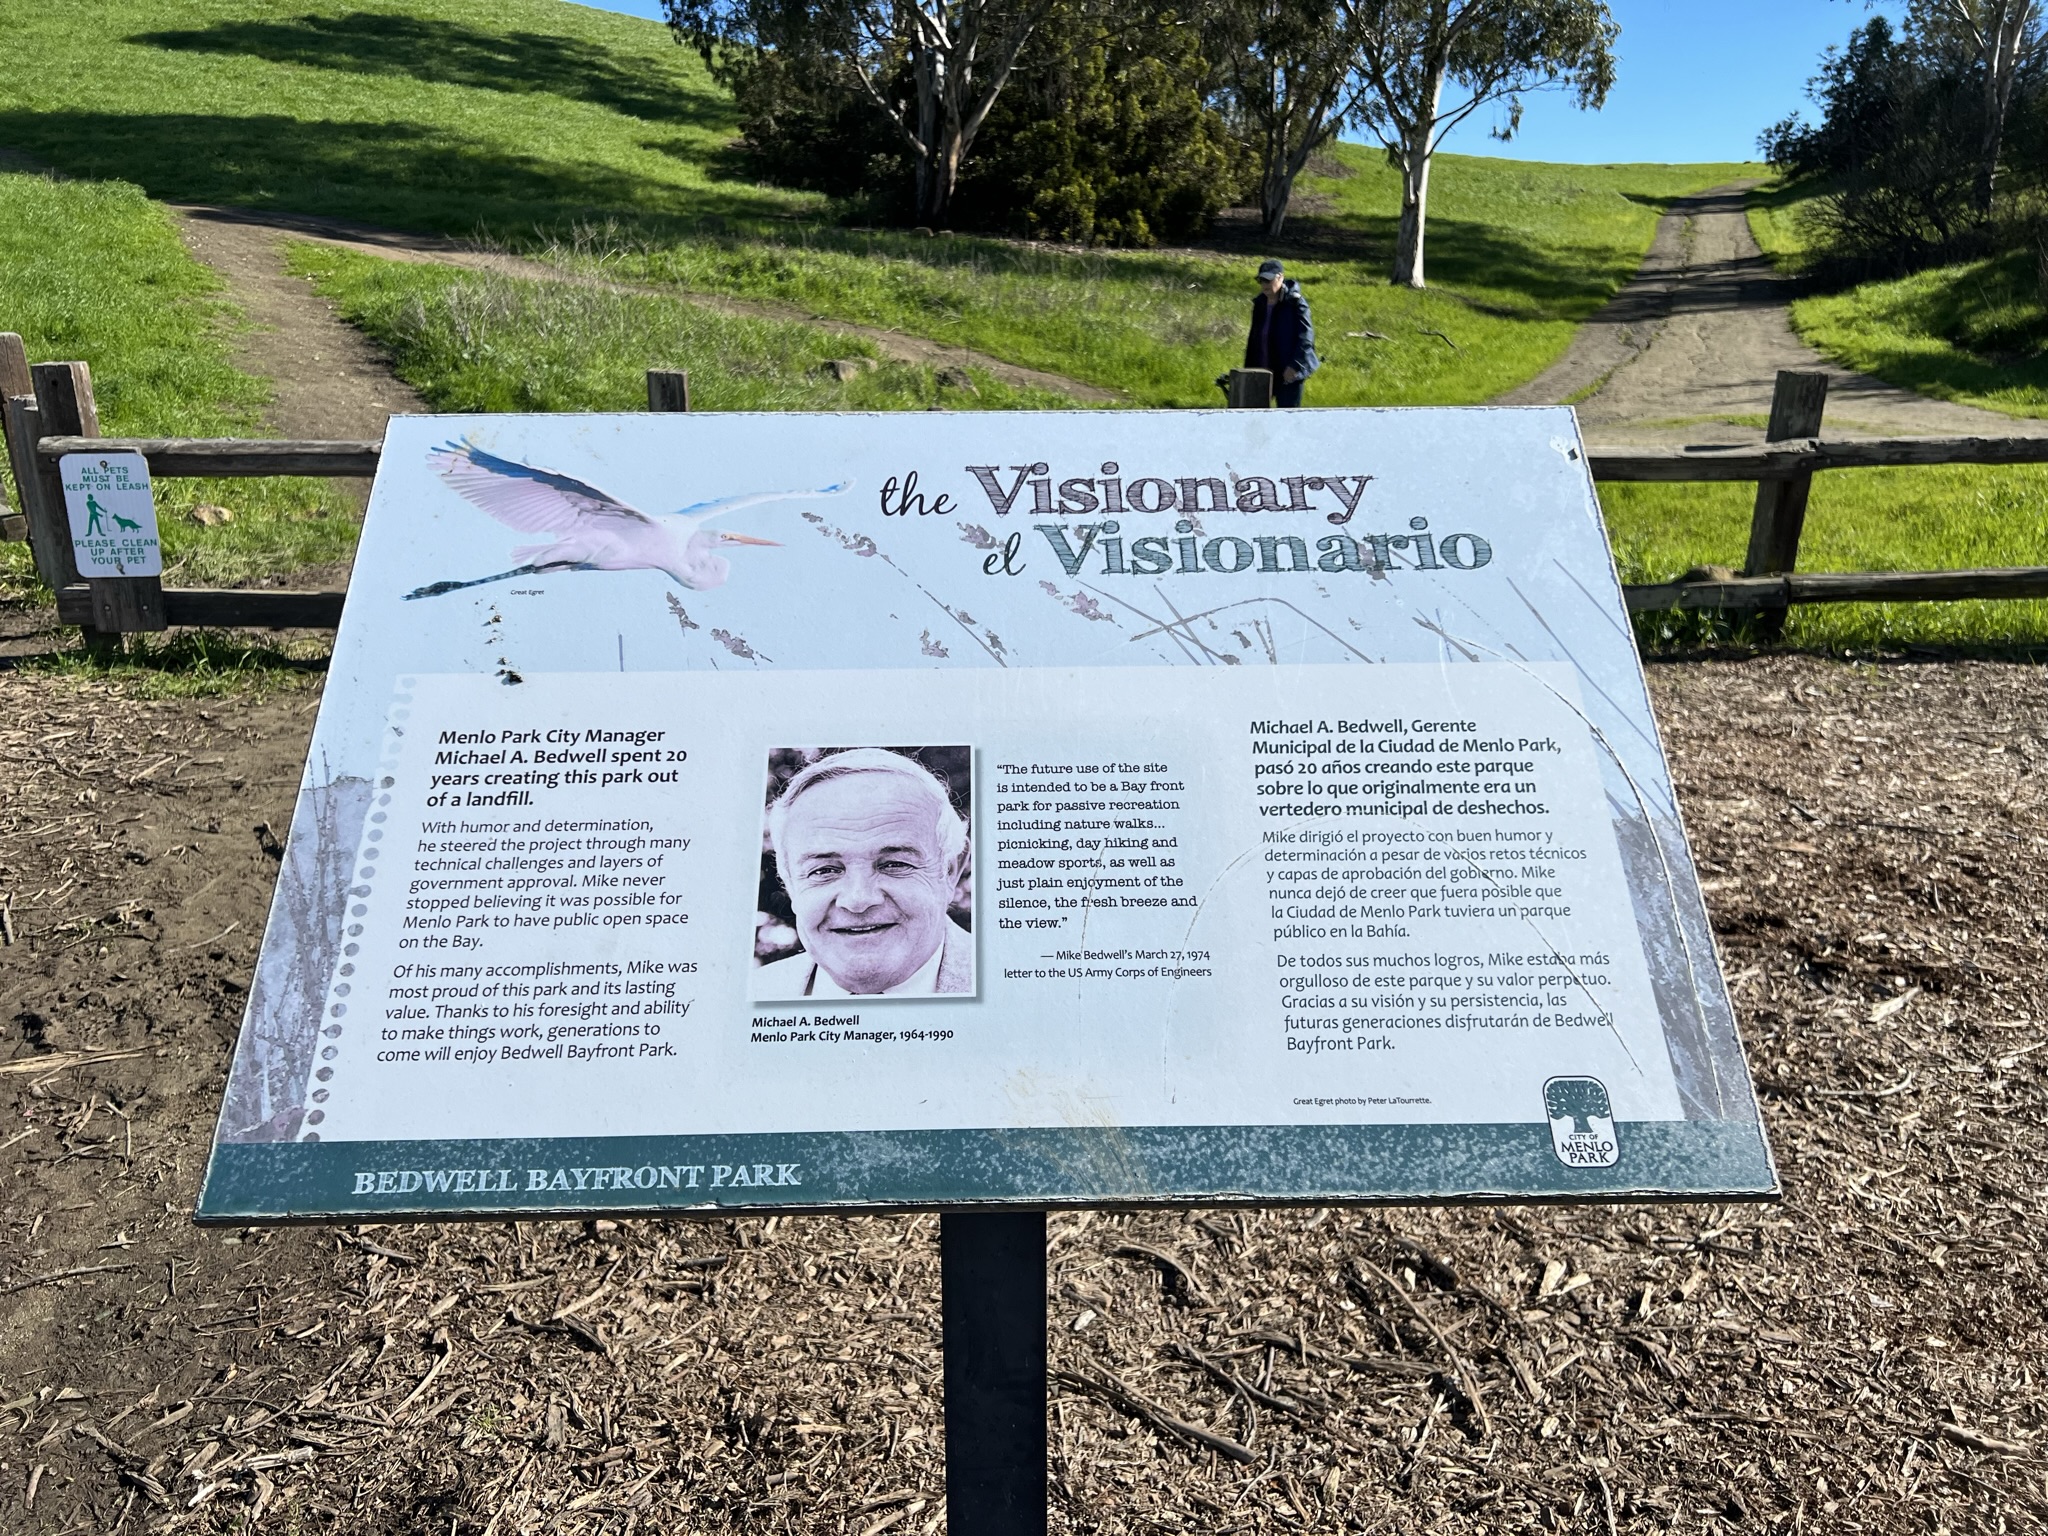 ALL PETS
MUST BE
KEPT ON LEASH
PLEASE CLEAN
UP AFTER
YOUR PET
the Visionary
el Visionario
Great Egret
Menlo Park City Manager
Michael A. Bedwell spent 20
years creating this park out
of a landfill.
With humor and determination,
he steered the project through many
technical challenges and layers of
government approval. Mike never
stopped believing it was possible for
Menlo Park to have public open space
on the Bay.
Of his many accomplishments, Mike was
most proud of this park and its lasting
value. Thanks to his foresight and ability
to make things work, generations to
come will enjoy Bedwell Bayfront Park.
Michael A. Bedwell
Menlo Park City Manager, 1964-1990
“The future use of the site
is intended to be a Bay front
park for passive recreation
including nature walks...
picnicking, day hiking and
meadow sports, as well as
just plain enjoyment of the
silence, the fresh breeze and
the view.”
— Mike Bedwell’s March 27, 1974
letter to the US Army Corps of Engineers
Michael A. Bedwell, Gerente
Municipal de la Ciudad de Menlo Park,
pasó 20 años creando este parque
sobre lo que originalmente era un
vertedero municipal de deshechos.
Mike dirigió el proyecto con buen humor y
determinación a pesar de varios retos técnicos
y capas de aprobación del gobierno. Mike
nunca dejó de creer que fuera posible que
la Ciudad de Menlo Park tuviera un parque
público en la Bahía.
De todos sus muchos logros, Mike estaba más
orgulloso de este parque y su valor perpetuo.
Gracias a su visión y su persistencia, las
futuras generaciones disfrutarán de Bedwell
Bayfront Park.
Great Egret photo by Peter LaTourrette.
CITY OF
MENLO
PARK
BEDWELL BAYFRONT PARK